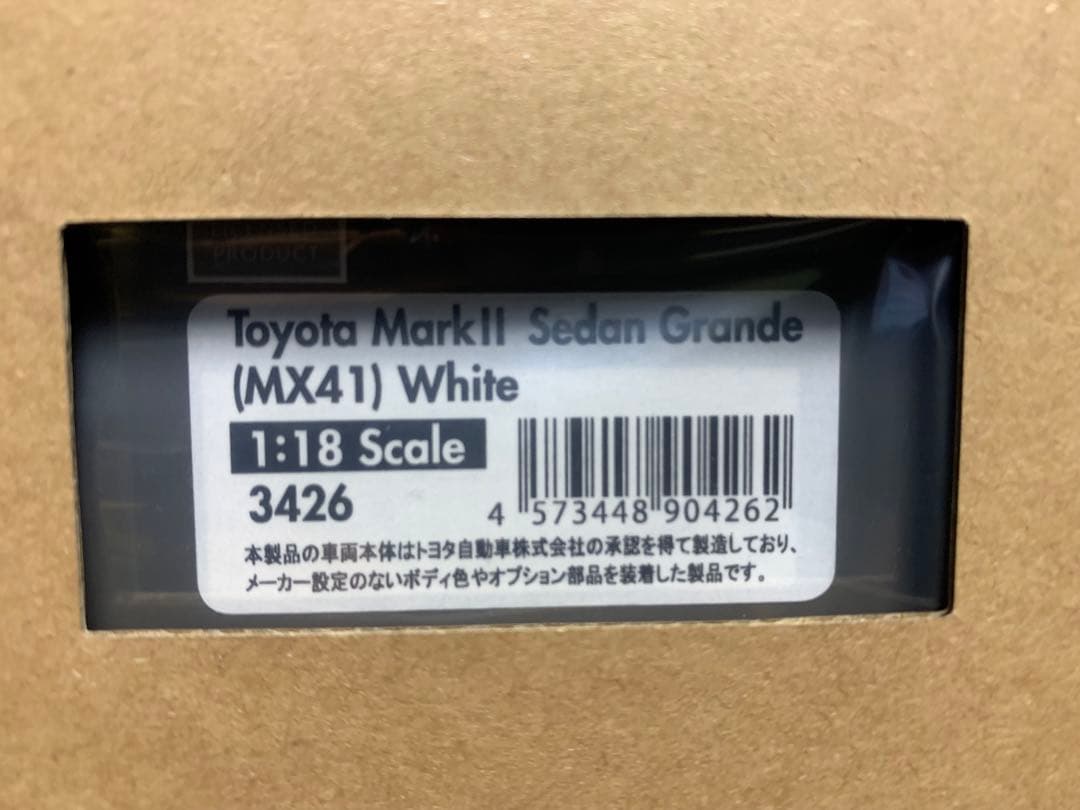 PRODUCT
Toyota MarkII Sedan Grande
(MX41) White
1:18 Scale
3426
4 573448 904262
本製品の車両本体はトヨタ自動車株式会社の承認を得て製造しており、
メーカー設定のないボディ色やオプション部品を装着した製品です。